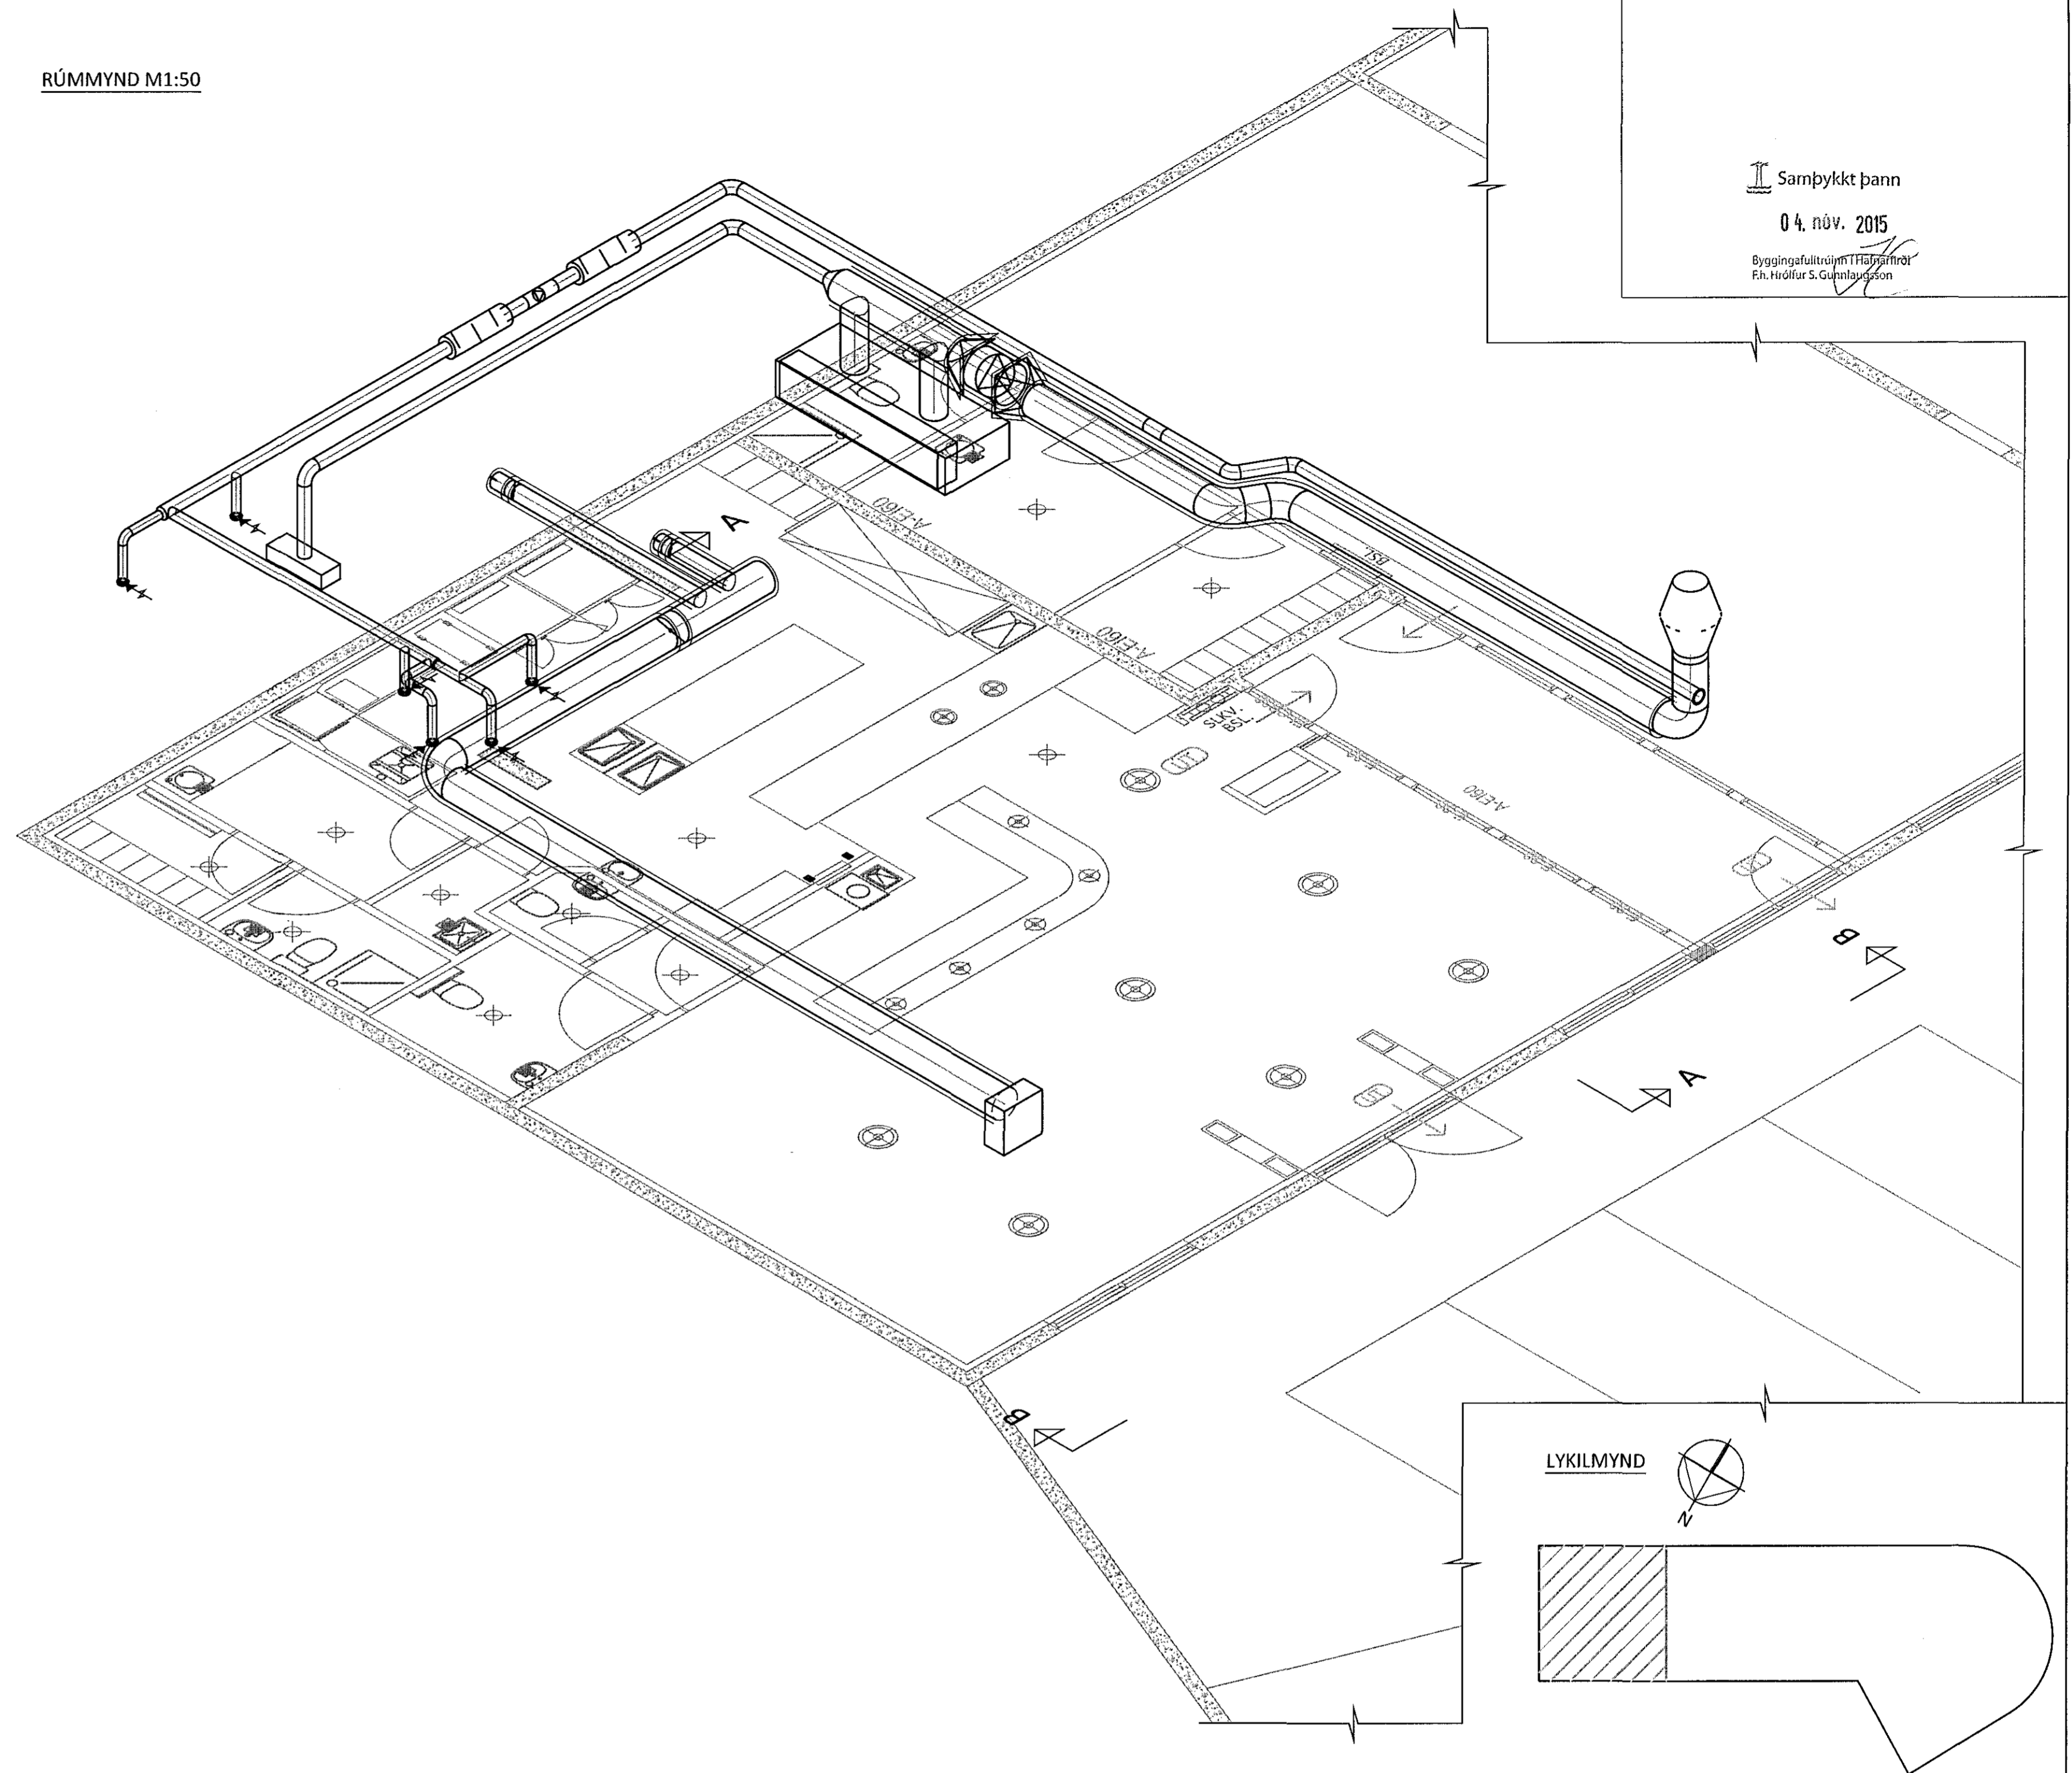 RÚMMYND M1:50
Samþykkt þann
04. nóv. 2015
Byggingafulltrúinn í Hafnarfirði
F.h. Hrólfur S. Gunnlaugsson
A
A-EI60
BSL.
A-EI60
SLKV.
BSL.
A-EI60
B
A
B
LYKILMYND
N